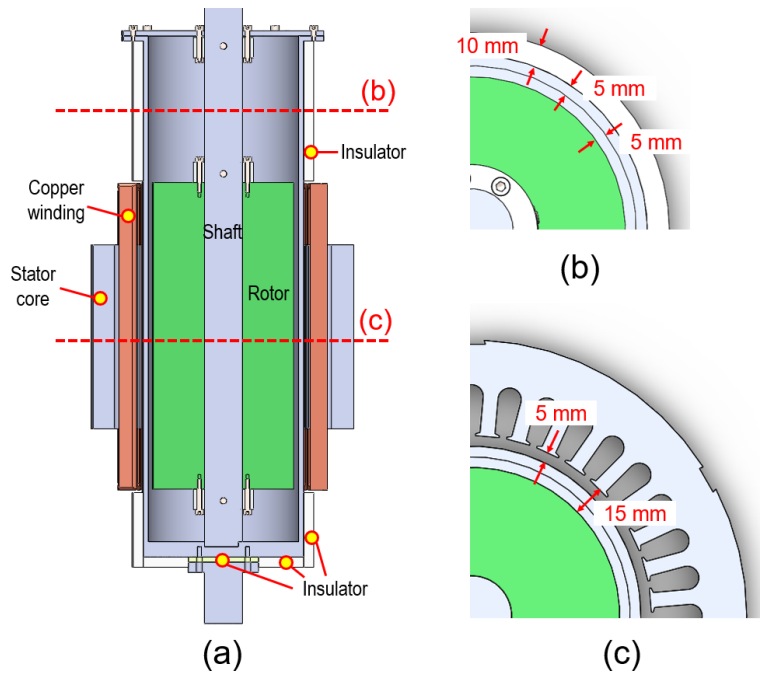 (b)
Insulator
Copper
winding
Shaft
Stator
core
Rotor
(c)
Insulator
(a)
10 mm
5 mm
5 mm
(b)
5 mm
15 mm
(c)